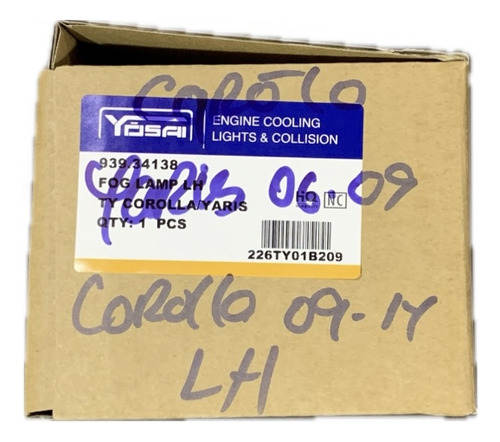 Corolo
YOSAI
ENGINE COOLING
LIGHTS & COLLISION
939.34138
FOG LAMP LH
TY COROLLA/YARIS
QTY: 1 PCS
Yaris 06-09
HQ
NC
226TY01B209
Corollo 09-14
LH